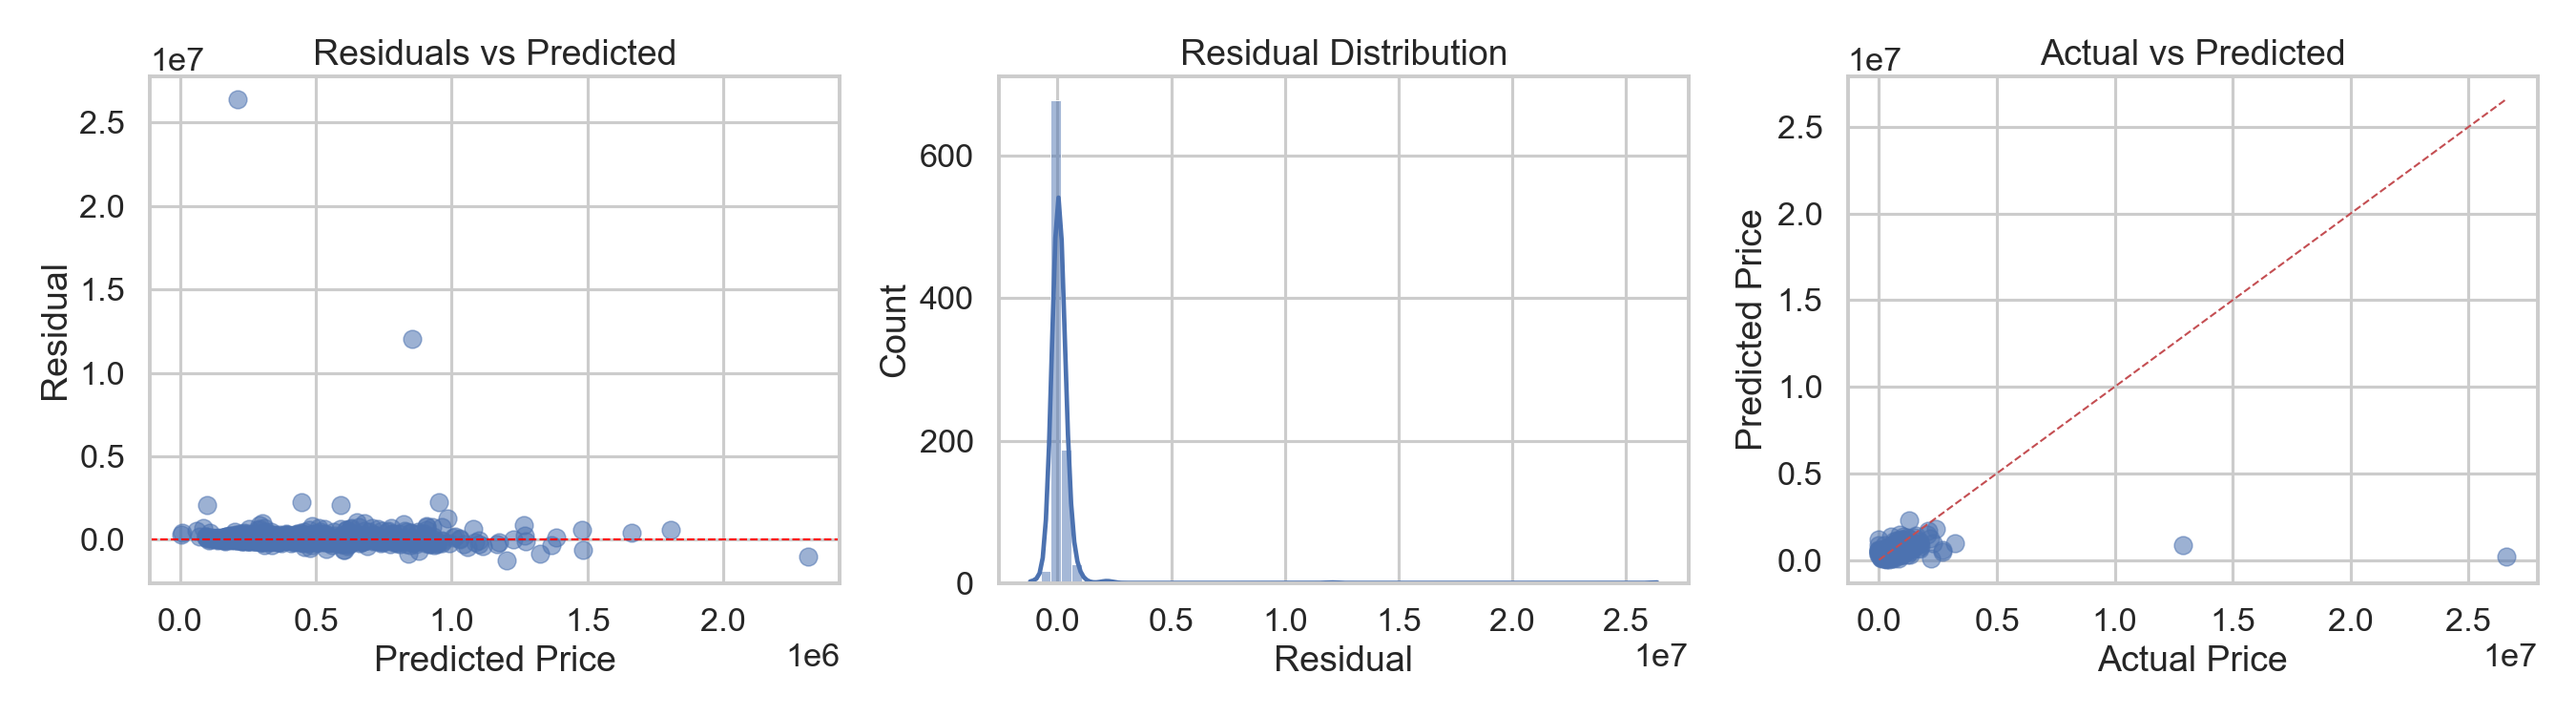 Residuals vs Predicted
1e7
2.5
2.0
1.5
1.0
0.5
0.0
Residual
0.0 0.5 1.0 1.5 2.0
1e6
Predicted Price
Residual Distribution
600
400
200
0
Count
0.0 0.5 1.0 1.5 2.0 2.5
1e7
Residual
Actual vs Predicted
1e7
2.5
2.0
1.5
1.0
0.5
0.0
Predicted Price
0.0 0.5 1.0 1.5 2.0 2.5
1e7
Actual Price